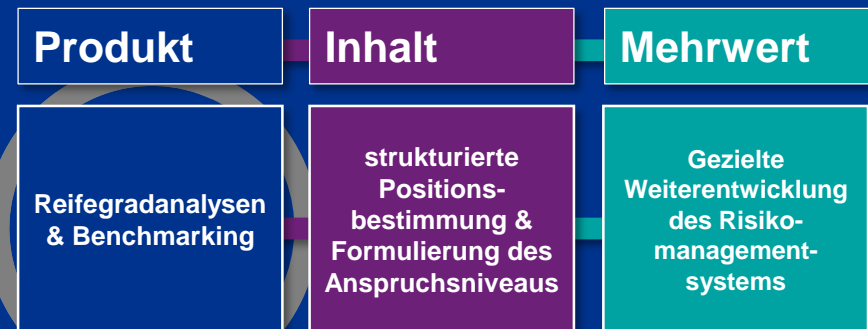 Produkt
Inhalt
Mehrwert
Reifegradanalysen
& Benchmarking
strukturierte
Positions-
bestimmung &
Formulierung des
Anspruchsniveaus
Gezielte
Weiterentwicklung
des Risiko-
management-
systems